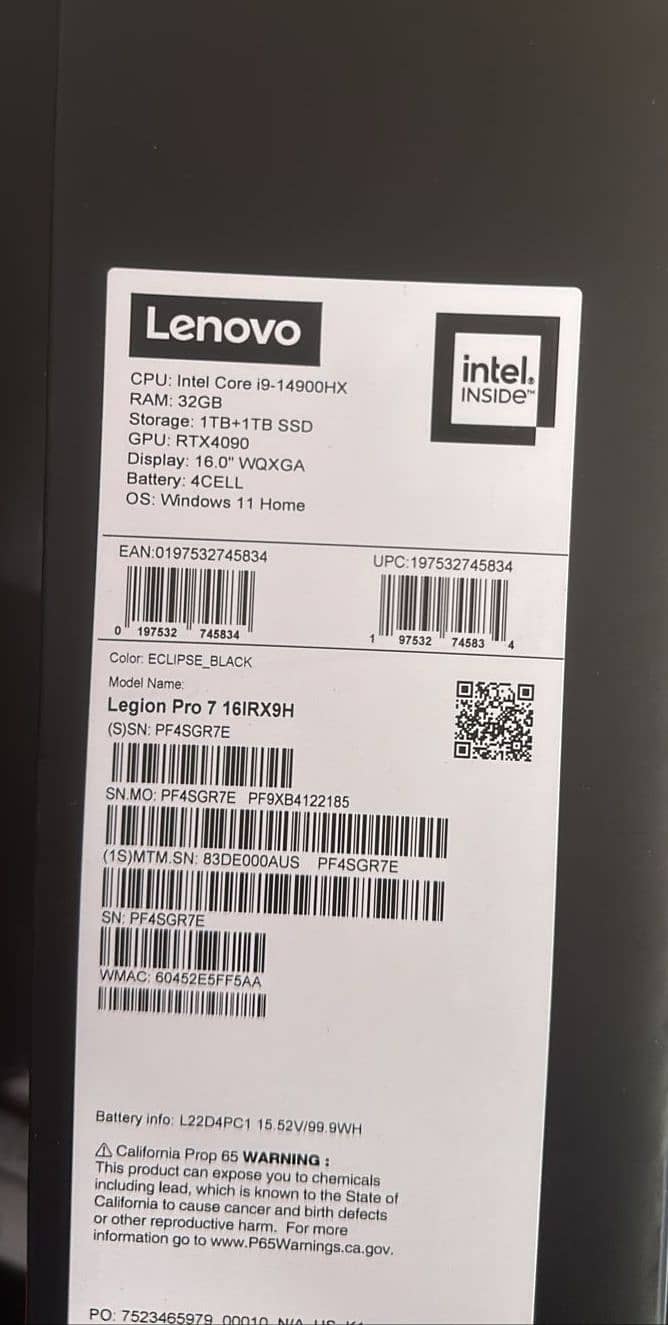 Lenovo
intel.
INSIDE™
CPU: Intel Core i9-14900HX
RAM: 32GB
Storage: 1TB+1TB SSD
GPU: RTX4090
Display: 16.0" WQXGA
Battery: 4CELL
OS: Windows 11 Home
EAN:0197532745834
0 197532 745834
UPC:197532745834
1 97532 74583 4
Color: ECLIPSE_BLACK
Model Name:
Legion Pro 7 16IRX9H
(S)SN: PF4SGR7E
SN.MO: PF4SGR7E PF9XB4122185
(1S)MTM.SN: 83DE000AUS PF4SGR7E
SN: PF4SGR7E
WMAC: 60452E5FF5AA
Battery info: L22D4PC1 15.52V/99.9WH
⚠ California Prop 65 WARNING :
This product can expose you to chemicals
including lead, which is known to the State of
California to cause cancer and birth defects
or other reproductive harm. For more
information go to www.P65Warnings.ca.gov.
PO: 7523465979_00010 N/A